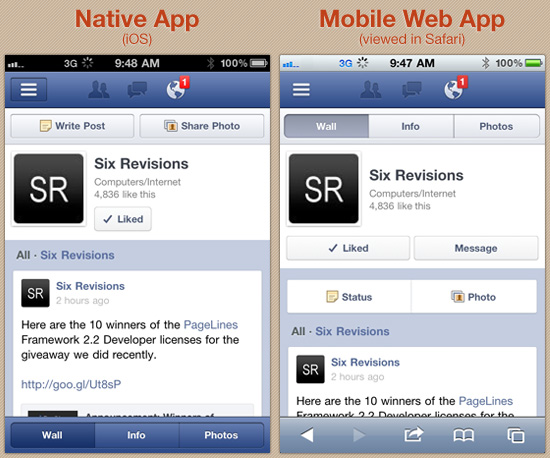 Native App
(iOS)
3G 9:48 AM 100%
1
Write Post
Share Photo
SR
Six Revisions
Computers/Internet
4,836 like this
Liked
All · Six Revisions
SR
Six Revisions
2 hours ago
Here are the 10 winners of the PageLines
Framework 2.2 Developer licenses for the
giveaway we did recently.
http://goo.gl/Ut8sP
Announcement: Winners of
Wall
Info
Photos
Mobile Web App
(viewed in Safari)
3G 9:47 AM 100%
1
Wall
Info
Photos
SR
Six Revisions
Computers/Internet
4,836 like this
Liked
Message
Status
Photo
All · Six Revisions
SR
Six Revisions
2 hours ago
Here are the 10 winners of the PageLines
Framework 2.2 Developer licenses for the